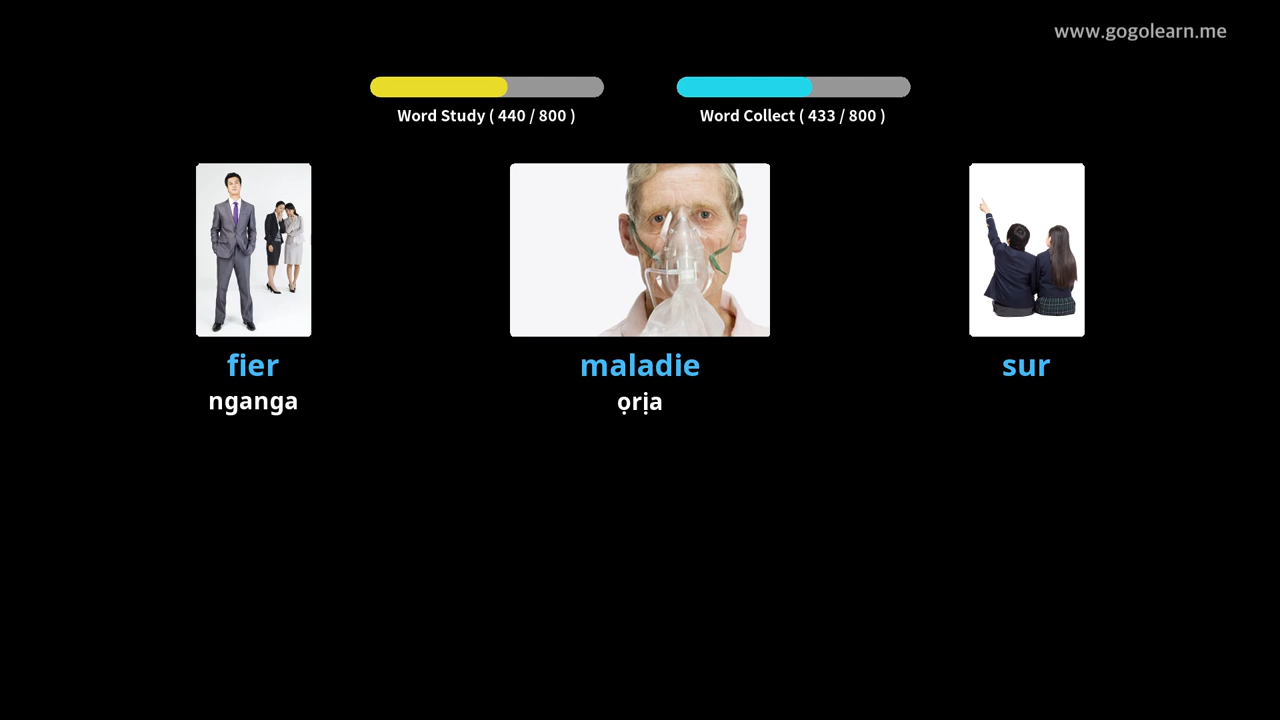 www.gogolearn.me
Word Study ( 440 / 800 )
Word Collect ( 433 / 800 )
fier
nganga
maladie
ọrịa
sur